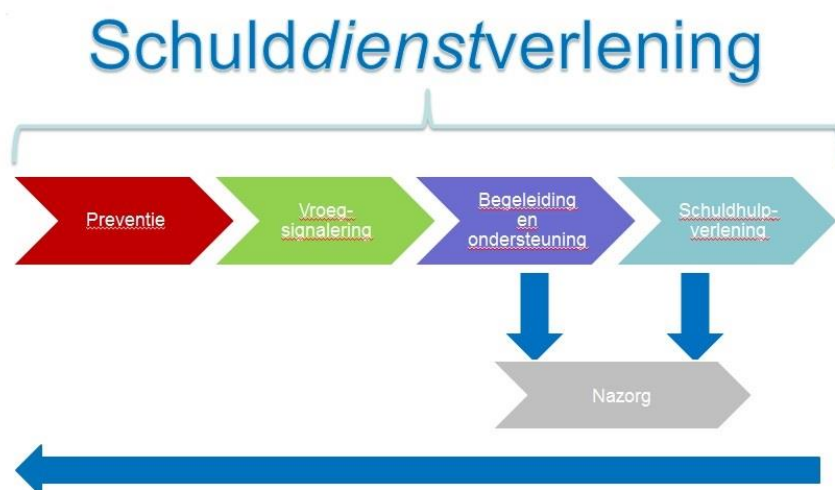 Schulddienstverlening
Preventie
Vroeg-
signalering
Begeleiding
en
ondersteuning
Schuldhulp-
verlening
Nazorg